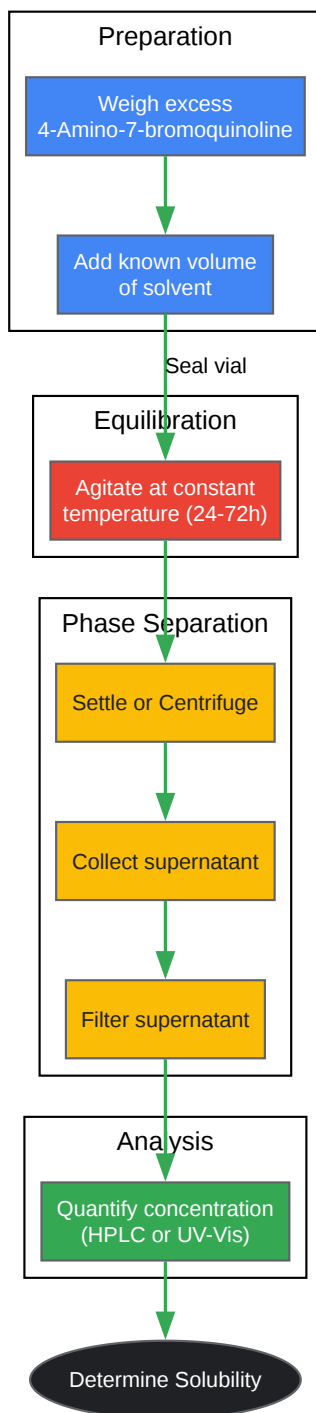 Preparation
Weigh excess
4-Amino-7-bromoquinoline
Add known volume
of solvent
Seal vial
Equilibration
Agitate at constant
temperature (24-72h)
Phase Separation
Settle or Centrifuge
Collect supernatant
Filter supernatant
Analysis
Quantify concentration
(HPLC or UV-Vis)
Determine Solubility